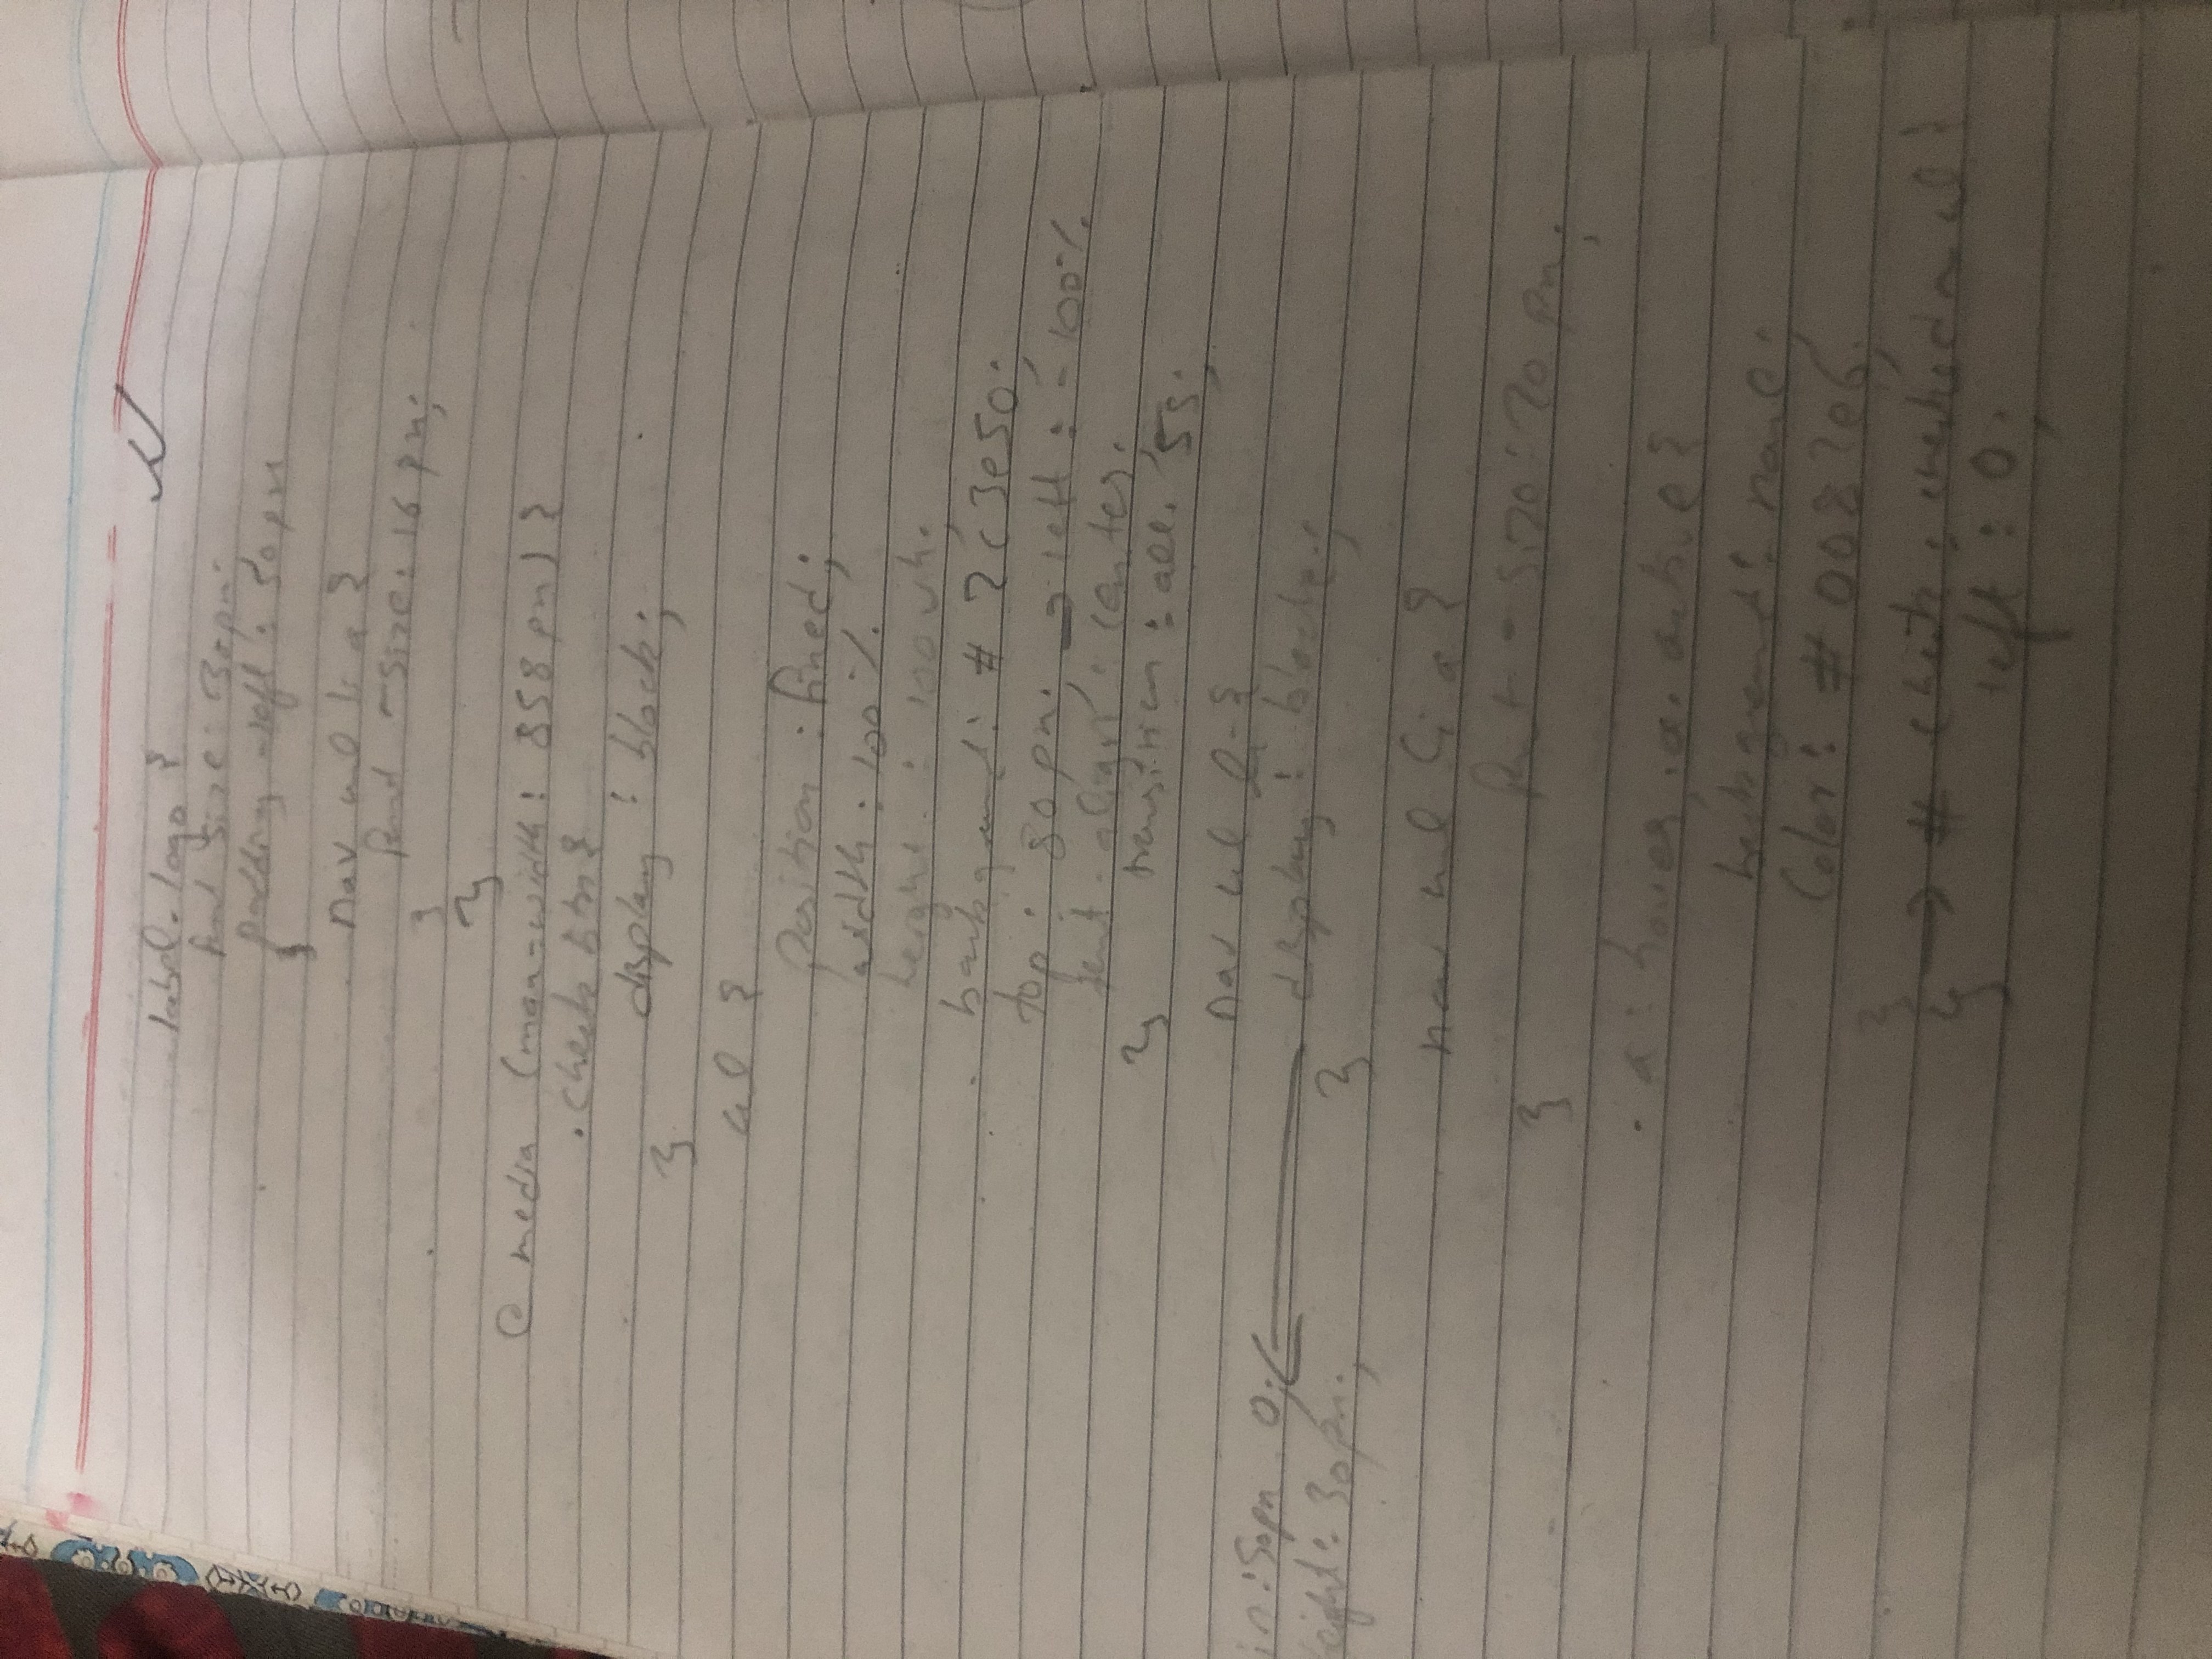 label.logo {
font size: 30px;
padding-left: 50px
}
nav ul li a {
font-size: 16px;
}
}
@media (max-width: 858px) {
.checkbtn {
display : block;
}
ul {
Position : fixed;
width : 100%
height : 100vh.
background : # 2c3e50.
top : 80px. → left : -100%.
text-align : center;
} transition : all .5s;
nav ul li {
display : block;
in: 50px 0;
height: 30px;
}
nav ul li a {
font-size : 20px;
}
a : hover, a.active {
background : none.
Color : # 0082e6;
}
} → # check : checked ~ ul {
left : 0.